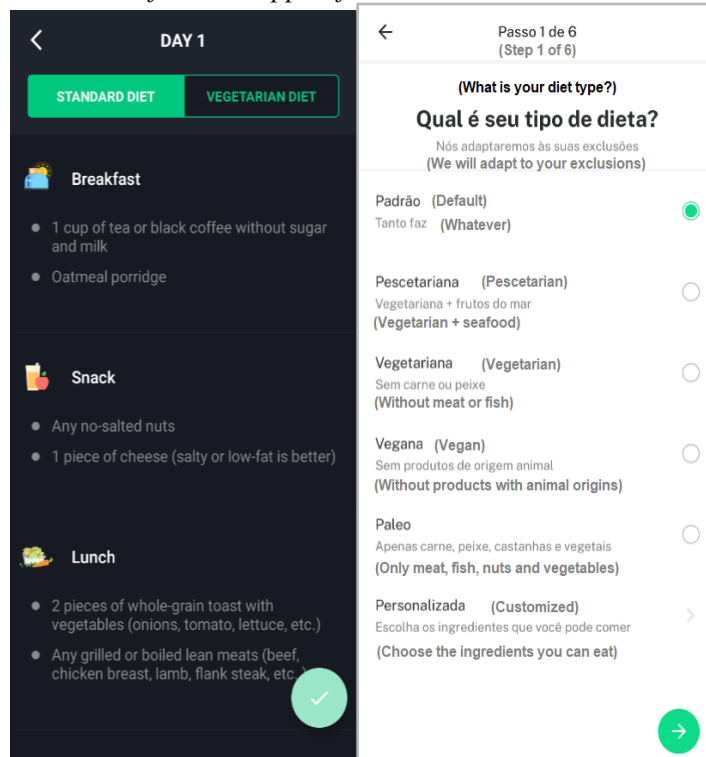 DAY 1
STANDARD DIET
VEGETARIAN DIET
Breakfast
1 cup of tea or black coffee without sugar
and milk
Oatmeal porridge
Snack
Any no-salted nuts
1 piece of cheese (salty or low-fat is better)
Lunch
2 pieces of whole-grain toast with
vegetables (onions, tomato, lettuce, etc.)
Any grilled or boiled lean meats (beef,
chicken breast, lamb, flank steak, etc.
Passo 1 de 6
(Step 1 of 6)
(What is your diet type?)
Qual é seu tipo de dieta?
Nós adaptaremos às suas exclusões
(We will adapt to your exclusions)
Padrão (Default)
Tanto faz (Whatever)
Pescetariana (Pescetarian)
Vegetariana + frutos do mar
(Vegetarian + seafood)
Vegetariana (Vegetarian)
Sem carne ou peixe
(Without meat or fish)
Vegana (Vegan)
Sem produtos de origem animal
(Without products with animal origins)
Paleo
Apenas carne, peixe, castanhas e vegetais
(Only meat, fish, nuts and vegetables)
Personalizada (Customized)
Escolha os ingredientes que você pode comer
(Choose the ingredients you can eat)